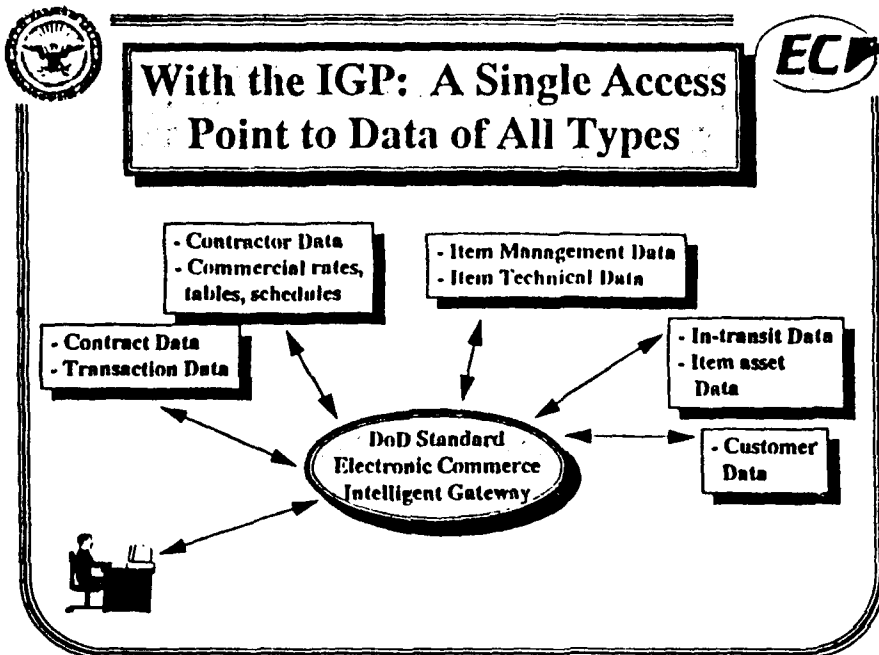 With the IGP: A Single Access
Point to Data of All Types
EC
- Contractor Data
- Commercial rates,
tables, schedules
- Item Management Data
- Item Technical Data
- Contract Data
- Transaction Data
- In-transit Data
- Item asset
Data
DoD Standard
Electronic Commerce
Intelligent Gateway
- Customer
Data